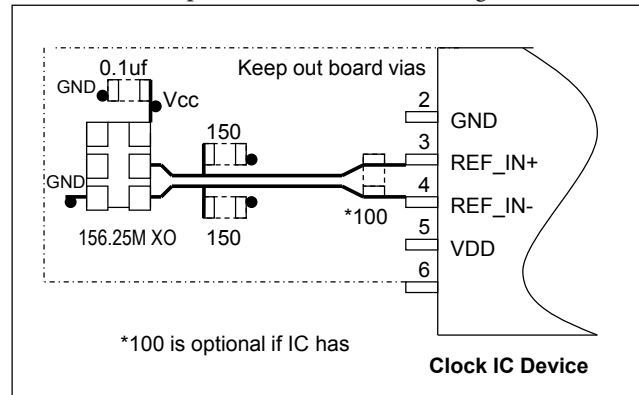 0.1uf
Keep out board vias
GND
Vcc
2
GND
150
3
REF_IN+
GND
4
REF_IN-
*100
156.25M XO
150
5
VDD
6
*100 is optional if IC has
Clock IC Device